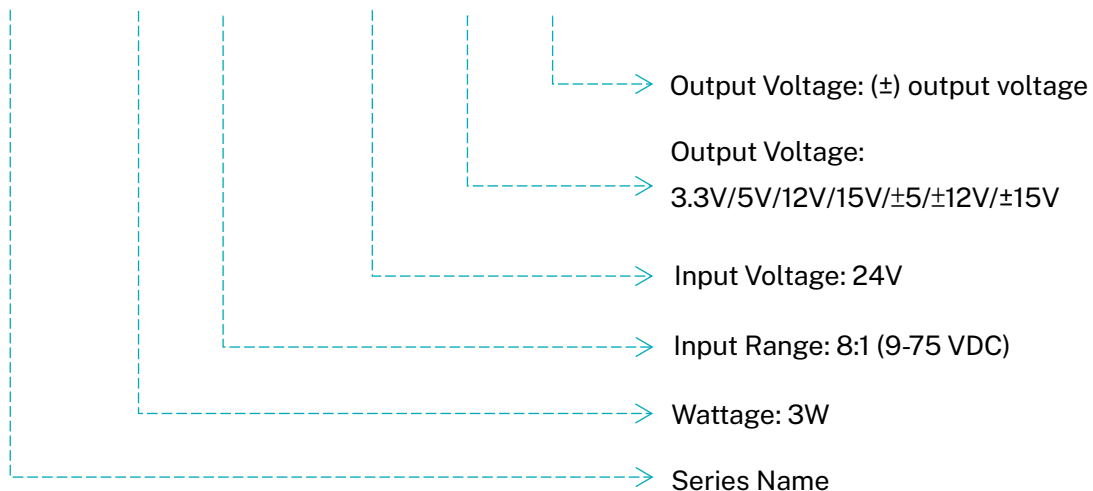 Output Voltage: (±) output voltage
Output Voltage:
3.3V/5V/12V/15V/±5/±12V/±15V
Input Voltage: 24V
Input Range: 8:1 (9-75 VDC)
Wattage: 3W
Series Name